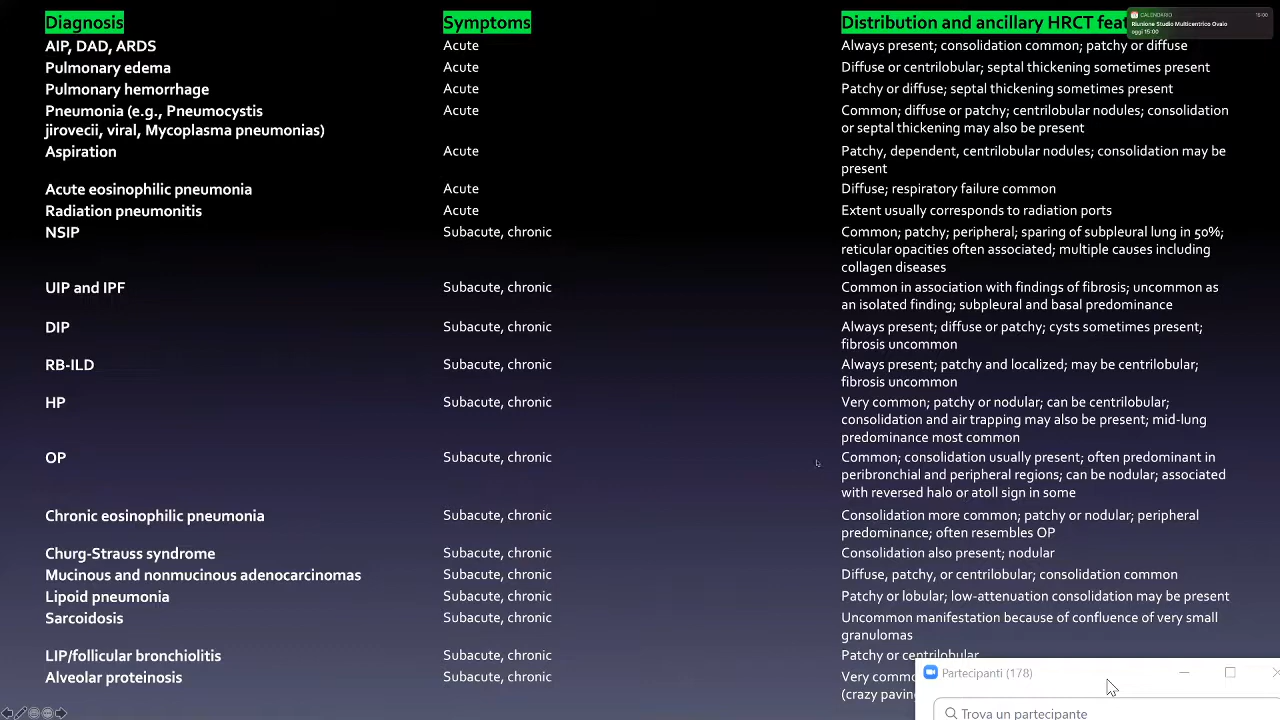 Diagnosis Symptoms Distribution and ancillary HRCT
CALENDARIO 15:00
Riunione Studio Multicentrico Ovaio
oggi 15:00
AIP, DAD, ARDS Acute Always present; consolidation common; patchy or diffuse
Pulmonary edema Acute Diffuse or centrilobular; septal thickening sometimes present
Pulmonary hemorrhage Acute Patchy or diffuse; septal thickening sometimes present
Pneumonia (e.g., Pneumocystis Acute Common; diffuse or patchy; centrilobular nodules; consolidation
jirovecii, viral, Mycoplasma pneumonias) or septal thickening may also be present
Aspiration Acute Patchy, dependent, centrilobular nodules; consolidation may be
present
Acute eosinophilic pneumonia Acute Diffuse; respiratory failure common
Radiation pneumonitis Acute Extent usually corresponds to radiation ports
NSIP Subacute, chronic Common; patchy; peripheral; sparing of subpleural lung in 50%;
reticular opacities often associated; multiple causes including
collagen diseases
UIP and IPF Subacute, chronic Common in association with findings of fibrosis; uncommon as
an isolated finding; subpleural and basal predominance
DIP Subacute, chronic Always present; diffuse or patchy; cysts sometimes present;
fibrosis uncommon
RB-ILD Subacute, chronic Always present; patchy and localized; may be centrilobular;
fibrosis uncommon
HP Subacute, chronic Very common; patchy or nodular; can be centrilobular;
consolidation and air trapping may also be present; mid-lung
predominance most common
OP Subacute, chronic Common; consolidation usually present; often predominant in
peribronchial and peripheral regions; can be nodular; associated
with reversed halo or atoll sign in some
Chronic eosinophilic pneumonia Subacute, chronic Consolidation more common; patchy or nodular; peripheral
predominance; often resembles OP
Churg-Strauss syndrome Subacute, chronic Consolidation also present; nodular
Mucinous and nonmucinous adenocarcinomas Subacute, chronic Diffuse, patchy, or centrilobular; consolidation common
Lipoid pneumonia Subacute, chronic Patchy or lobular; low-attenuation consolidation may be present
Sarcoidosis Subacute, chronic Uncommon manifestation because of confluence of very small
granulomas
LIP/follicular bronchiolitis Subacute, chronic Patchy or centrilobular
Alveolar proteinosis Subacute, chronic Very
(crazy
Partecipanti (178)
Trova un partecipante